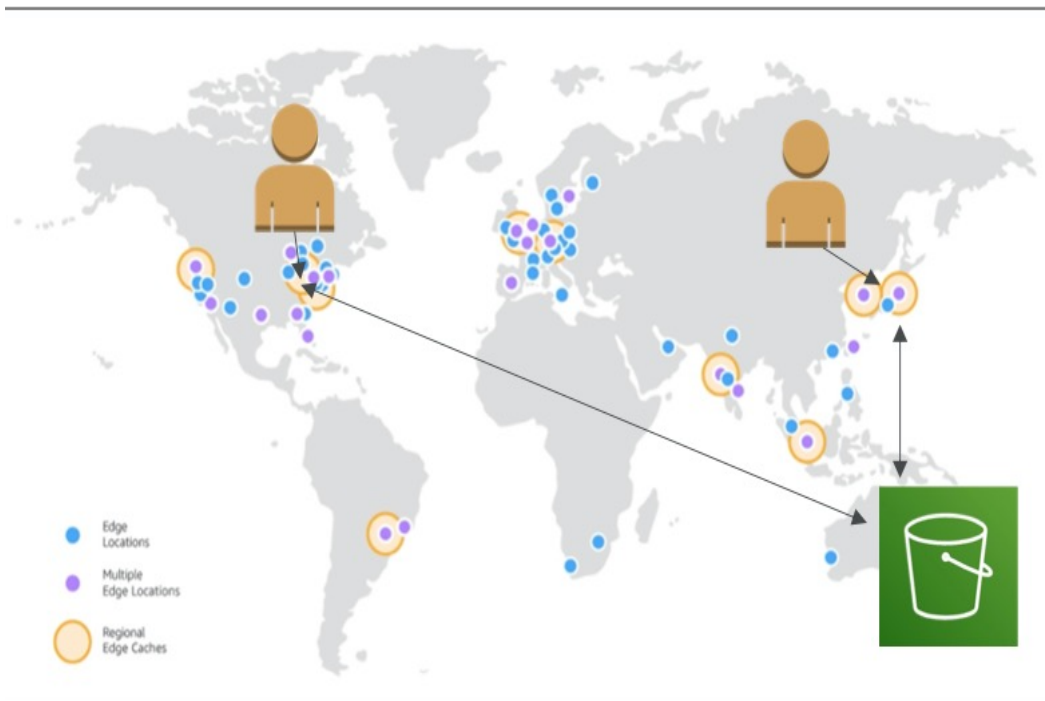 Edge
Locations
Multiple
Edge Locations
Regional
Edge Caches